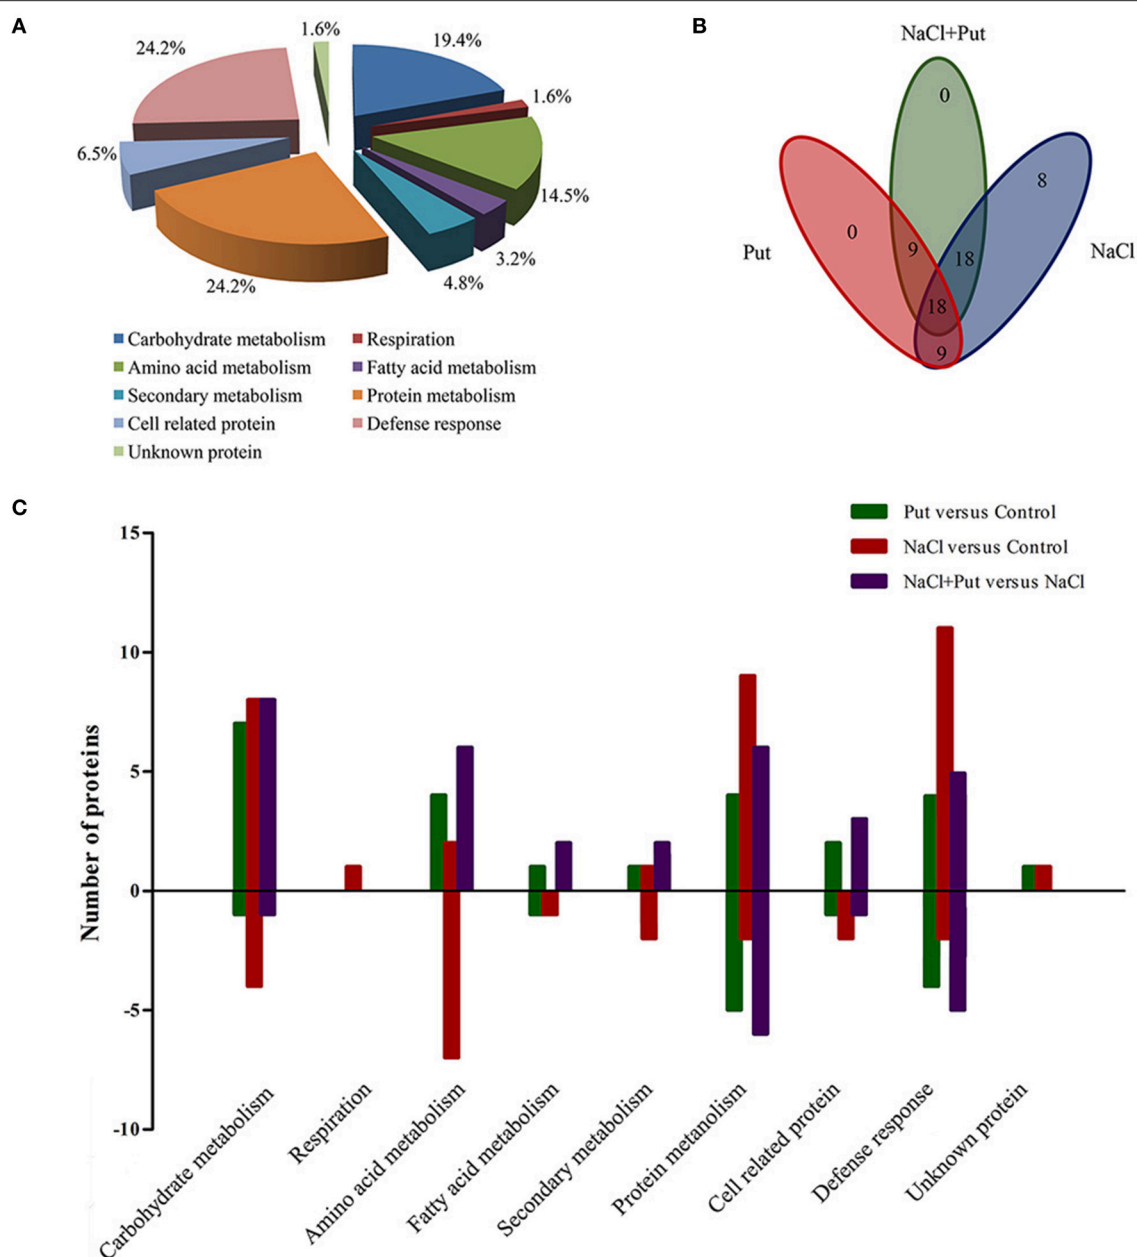 A
1.6%
24.2%
19.4%
1.6%
6.5%
14.5%
3.2%
4.8%
24.2%
Carbohydrate metabolism
Respiration
Amino acid metabolism
Fatty acid metabolism
Secondary metabolism
Protein metabolism
Cell related protein
Defense response
Unknown protein
B
NaCl+Put
0
8
0
Put
9
18
NaCl
18
9
C
Put versus Control
NaCl versus Control
NaCl+Put versus NaCl
Number of proteins
15
10
5
0
-5
-10
Carbohydrate metabolism
Respiration
Amino acid metabolism
Fatty acid metabolism
Secondary metabolism
Protein metanolism
Cell related protein
Defense response
Unknown protein